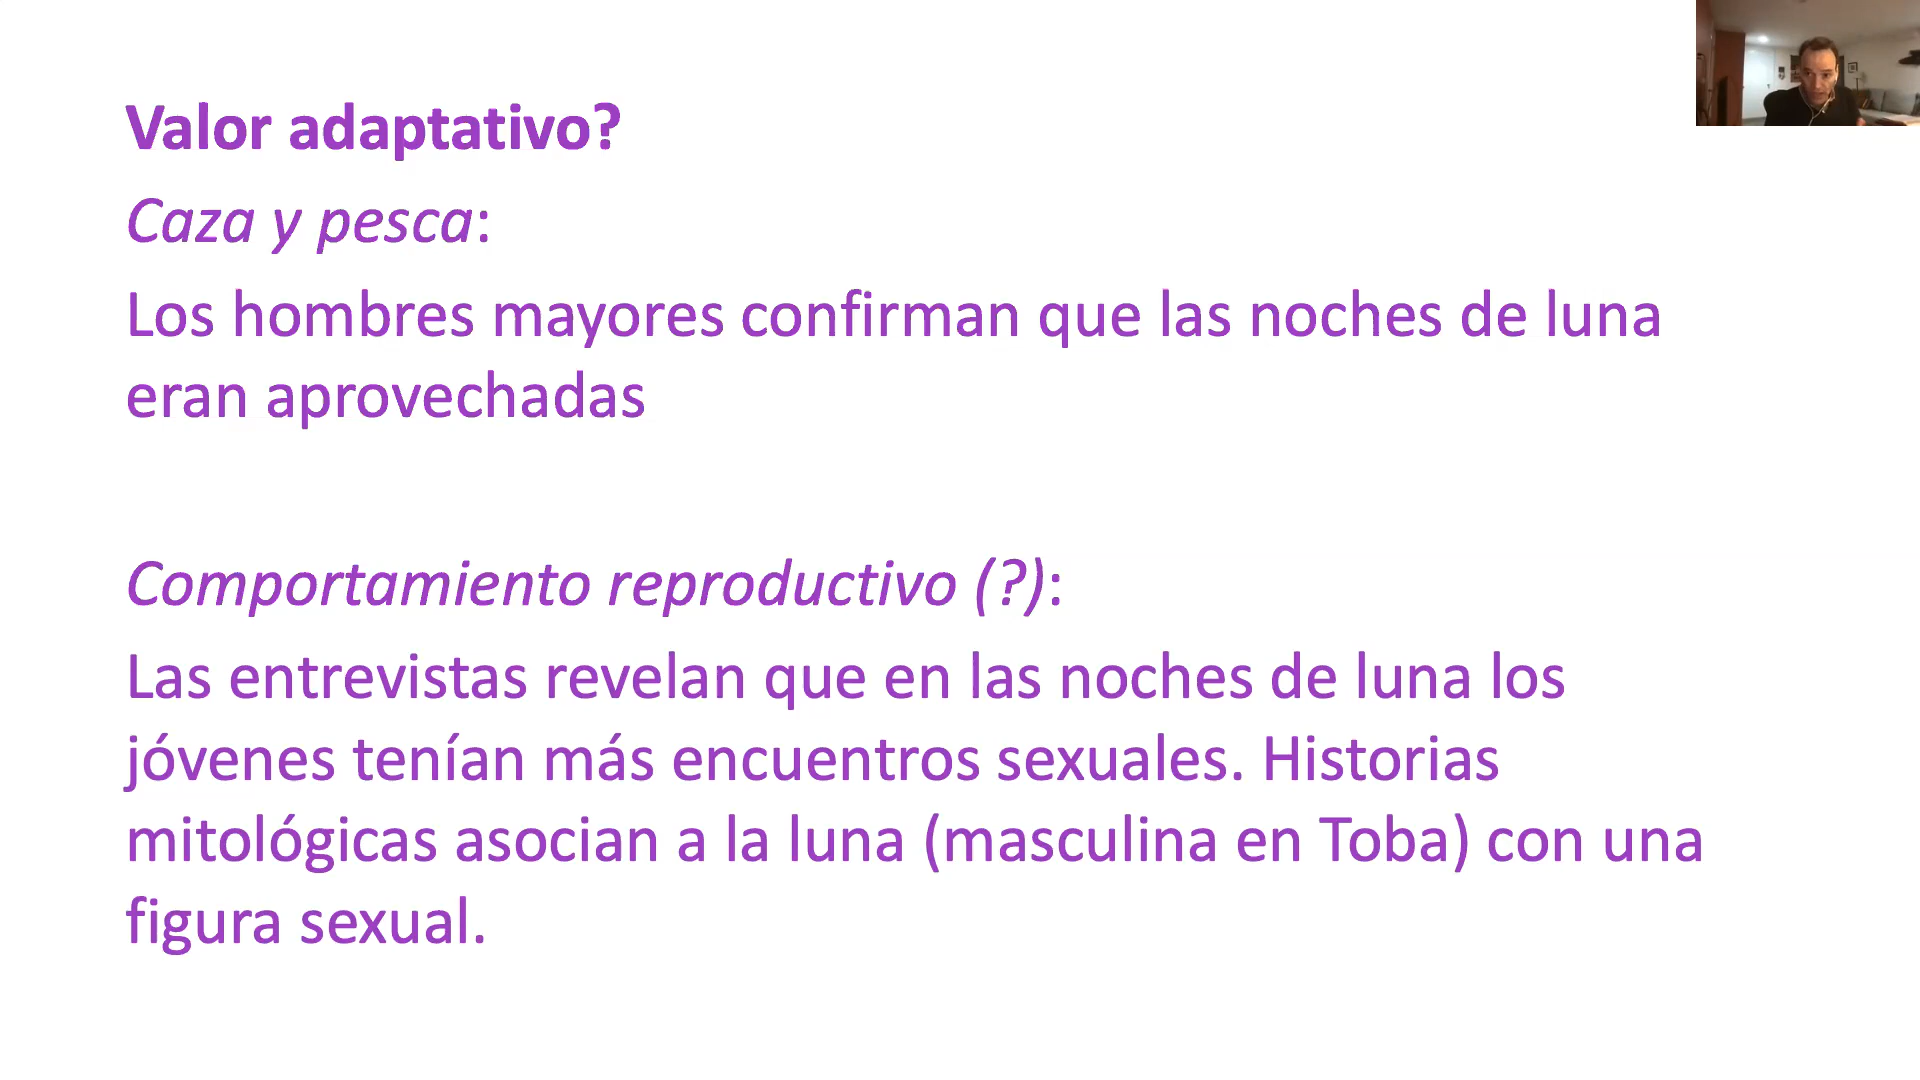 Valor adaptativo?
Caza y pesca:
Los hombres mayores confirman que las noches de luna
eran aprovechadas
Comportamiento reproductivo (?):
Las entrevistas revelan que en las noches de luna los
jóvenes tenían más encuentros sexuales. Historias
mitológicas asocian a la luna (masculina en Toba) con una
figura sexual.